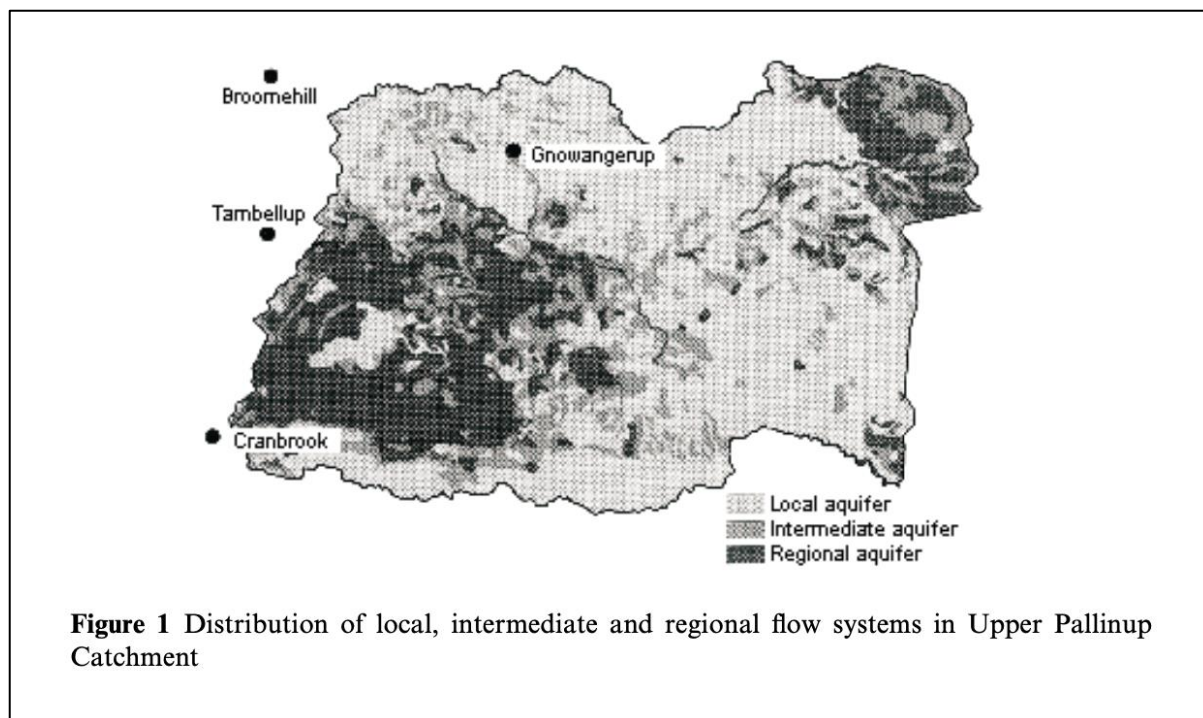 Broomehill
Gnowangerup
Tambellup
Cranbrook
Local aquifer
Intermediate aquifer
Regional aquifer
Figure 1 Distribution of local, intermediate and regional flow systems in Upper Pallinup
Catchment